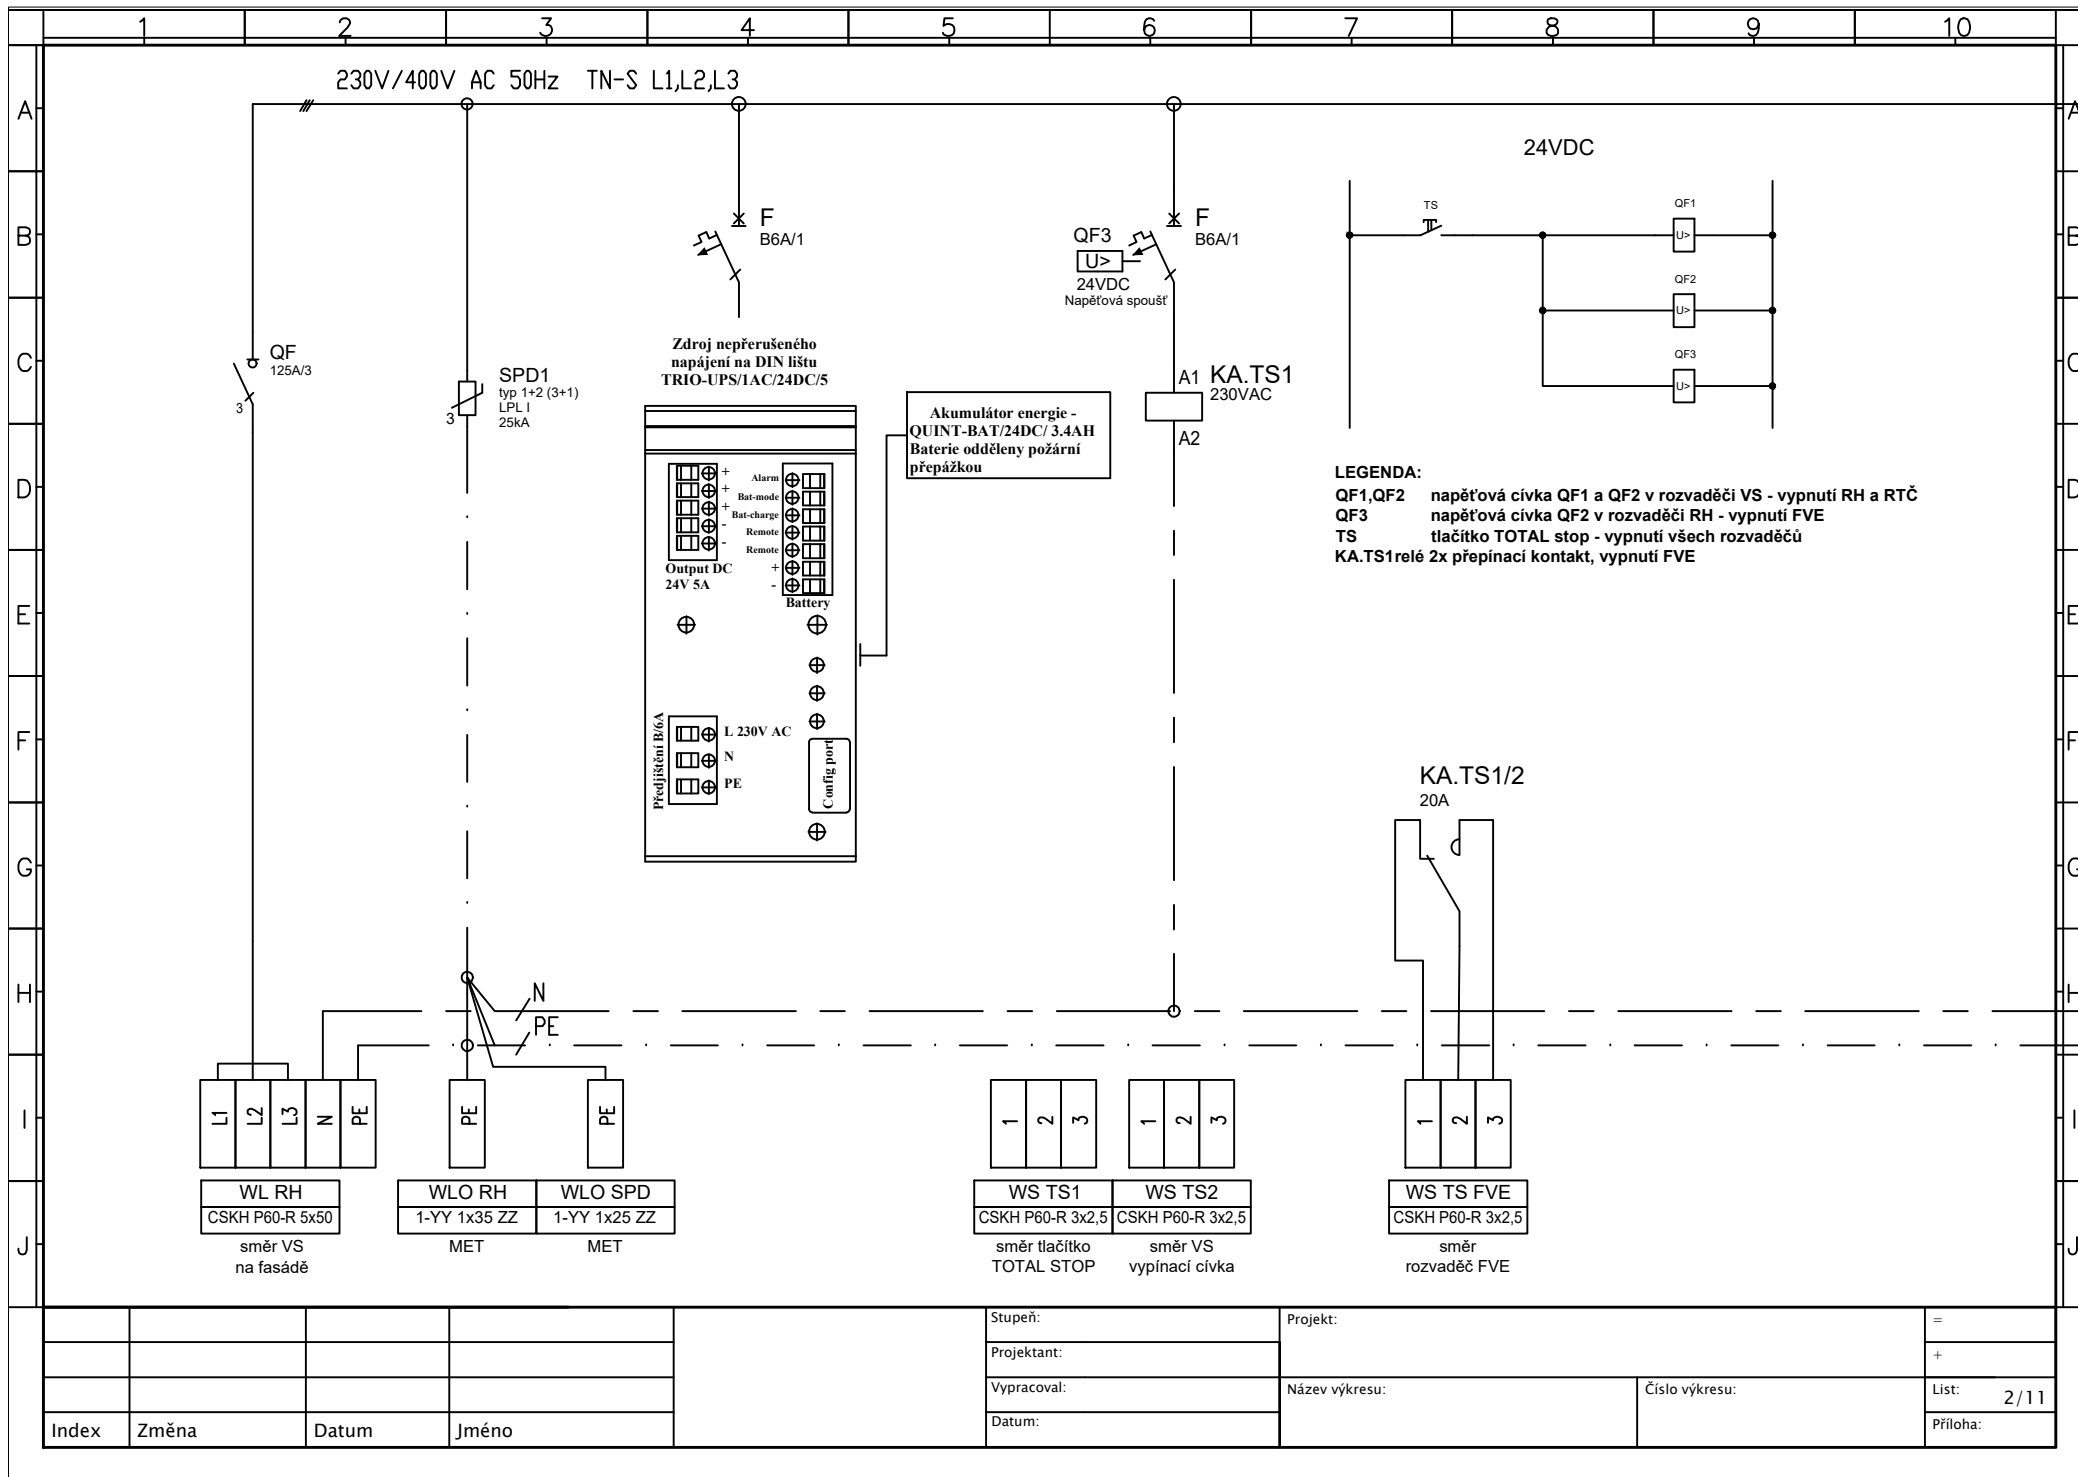 1 2 3 4 5 6 7 8 9 10
230V/400V AC 50Hz TN-S L1,L2,L3
A A
24VDC
B B
F
B6A/1
QF3
U>
24VDC
Napěťová spoušť
F
B6A/1
TS
QF1
U>
QF2
U>
QF3
U>
C C
QF
125A/3
3
SPD1
typ 1+2 (3+1)
LPL I
25kA
3
Zdroj nepřerušeného
napájení na DIN lištu
TRIO-UPS/1AC/24DC/5
Akumulátor energie -
QUINT-BAT/24DC/ 3.4AH
Baterie odděleny požární
přepážkou
A1 KA.TS1
230VAC
A2
D D
+
+
+
-
-
Output DC
24V 5A
Alarm
Bat-mode
Bat-charge
Remote
Remote
+
-
Battery
LEGENDA:
QF1,QF2 napěťová cívka QF1 a QF2 v rozvaděči VS - vypnutí RH a RTČ
QF3 napěťová cívka QF2 v rozvaděči RH - vypnutí FVE
TS tlačítko TOTAL stop - vypnutí všech rozvaděčů
KA.TS1relé 2x přepínací kontakt, vypnutí FVE
E E
F F
Předjištění B/6A
L 230V AC
N
PE
Config port
KA.TS1/2
20A
G G
H H
N
PE
I I
L1 L2 L3 N PE
PE
PE
1 2 3
1 2 3
1 2 3
J J
WL RH
CSKH P60-R 5x50
směr VS
na fasádě
WLO RH
1-YY 1x35 ZZ
MET
WLO SPD
1-YY 1x25 ZZ
MET
WS TS1
CSKH P60-R 3x2,5
směr tlačítko
TOTAL STOP
WS TS2
CSKH P60-R 3x2,5
směr VS
vypínací cívka
WS TS FVE
CSKH P60-R 3x2,5
směr
rozvaděč FVE
Stupeň:
Projekt:
=
Projektant:
+
Vypracoval:
Název výkresu:
Číslo výkresu:
List: 2/11
Index Změna Datum Jméno
Datum:
Příloha: